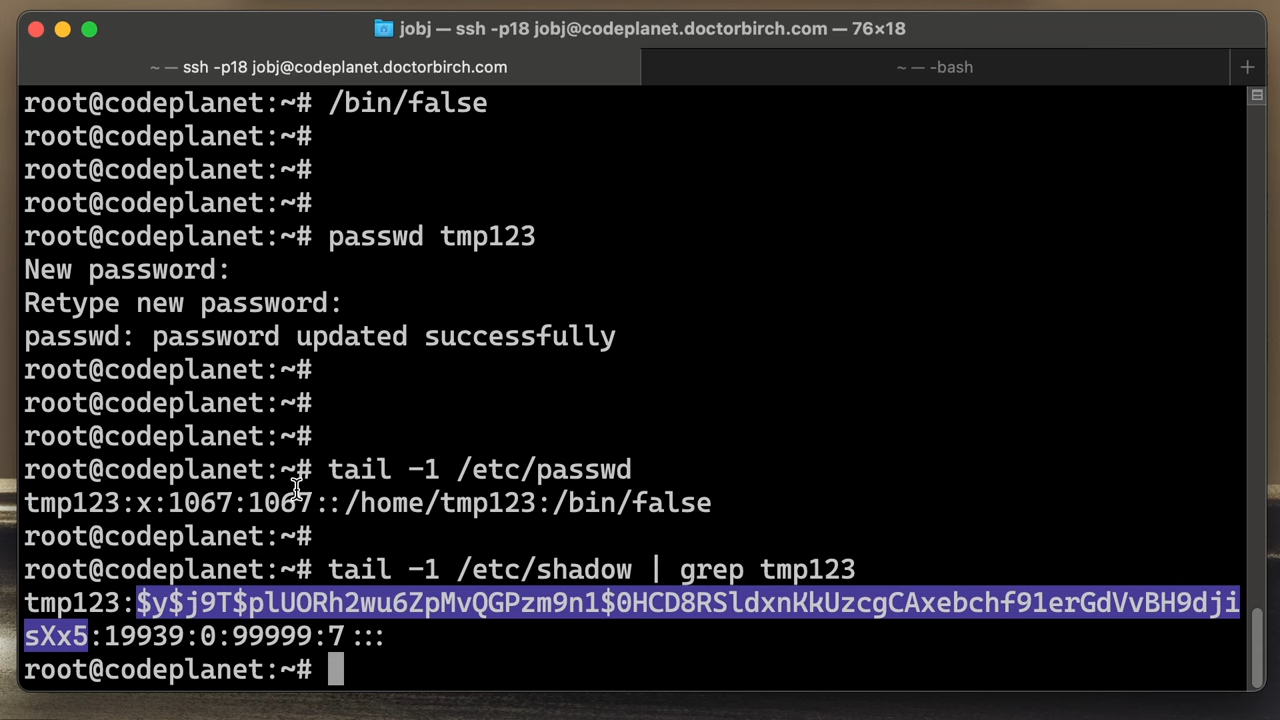 jobj — ssh -p18 jobj@codeplanet.doctorbirch.com — 76×18
~ — ssh -p18 jobj@codeplanet.doctorbirch.com
~ — -bash
+
root@codeplanet:~# /bin/false
root@codeplanet:~#
root@codeplanet:~#
root@codeplanet:~#
root@codeplanet:~# passwd tmp123
New password:
Retype new password:
passwd: password updated successfully
root@codeplanet:~#
root@codeplanet:~#
root@codeplanet:~#
root@codeplanet:~# tail -1 /etc/passwd
tmp123:x:1067:1067::/home/tmp123:/bin/false
root@codeplanet:~#
root@codeplanet:~# tail -1 /etc/shadow | grep tmp123
tmp123:$y$j9T$plUORh2wu6ZpMvQGPzm9n1$0HCD8RSldxnKkUzcgCAxebchf91erGdVvBH9dji
sXx5:19939:0:99999:7:::
root@codeplanet:~#